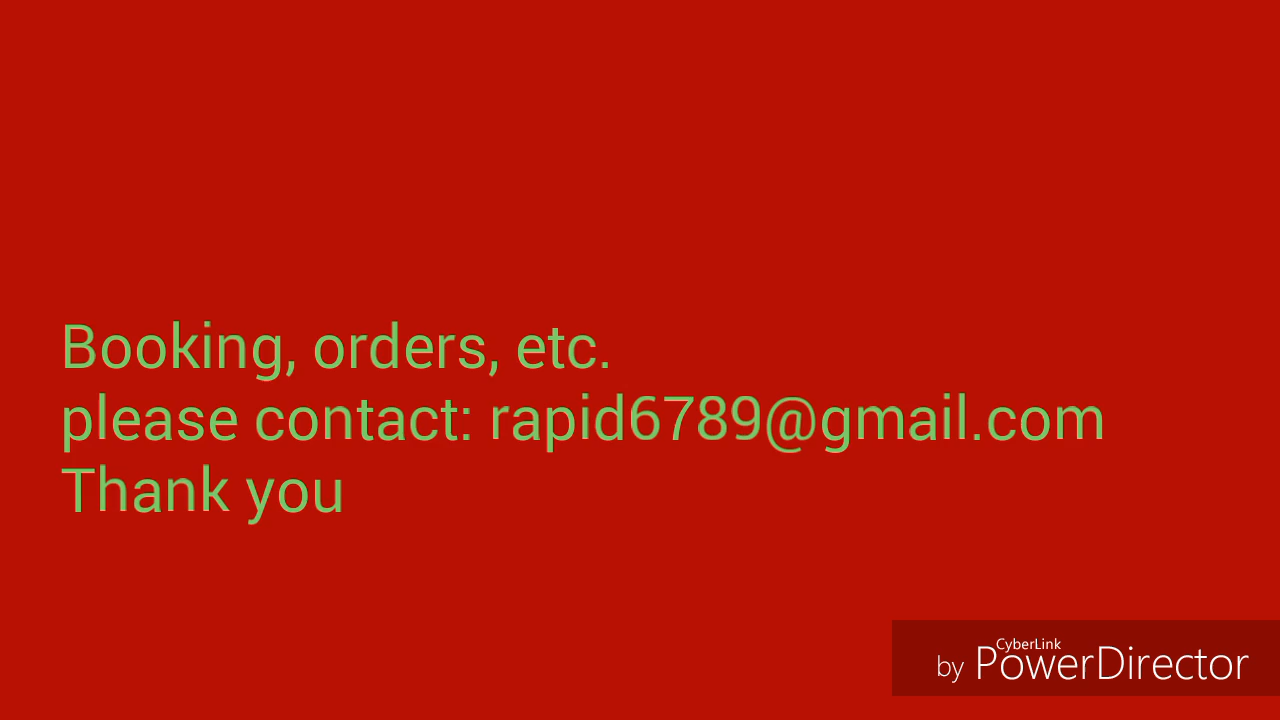 Booking, orders, etc.
please contact: rapid6789@gmail.com
Thank you
CyberLink
by PowerDirector